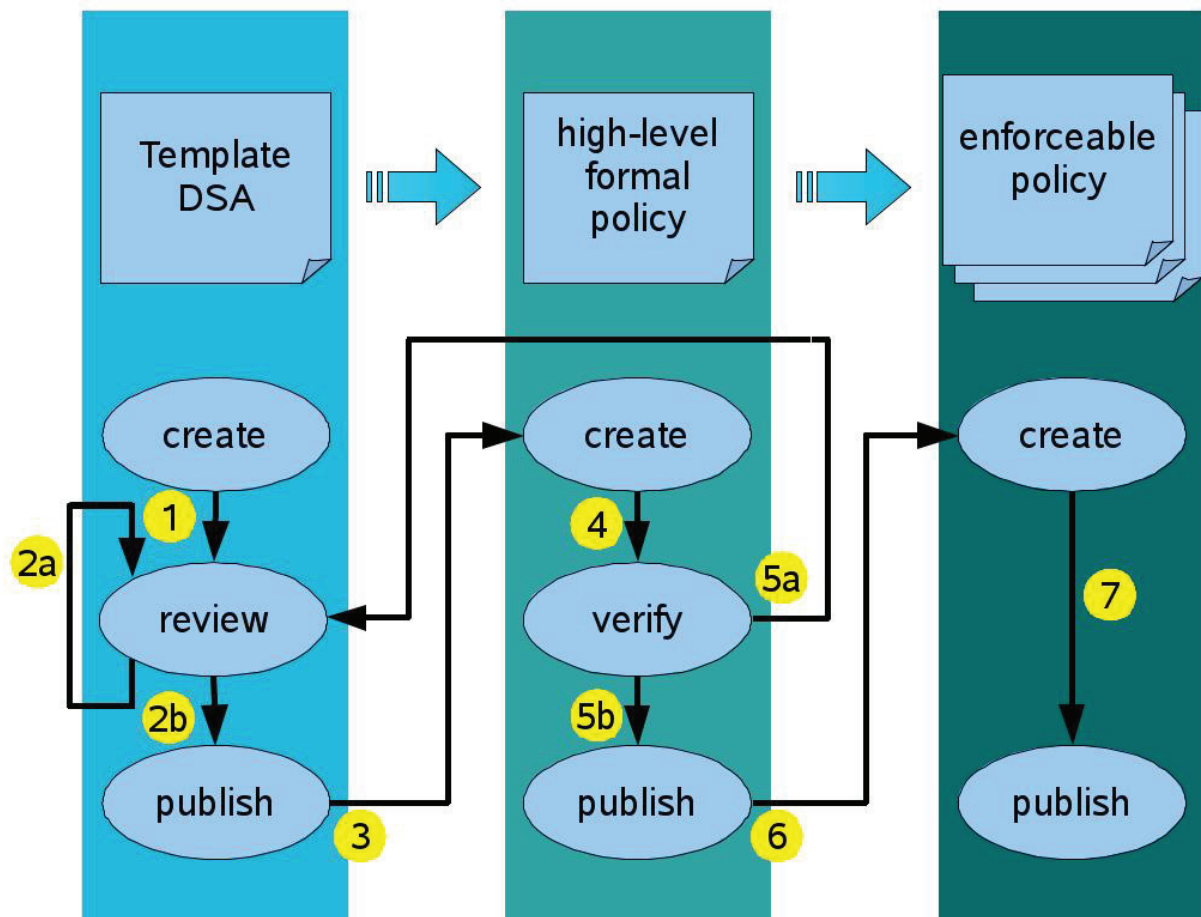 Template
DSA
high-level
formal
policy
enforceable
policy
create
create
create
1
4
2a
5a
7
review
verify
2b
5b
publish
publish
publish
3
6